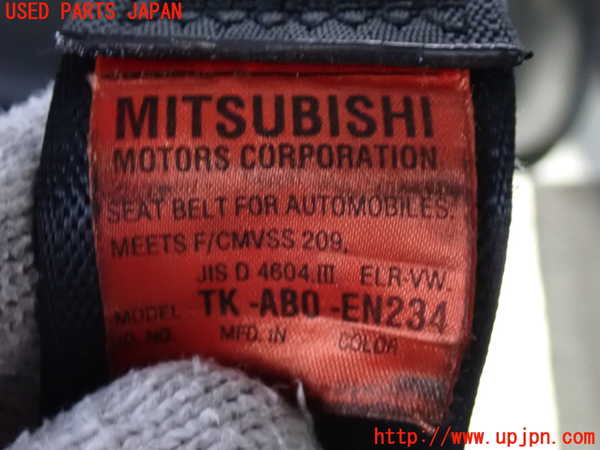 USED PARTS JAPAN
MITSUBISHI
MOTORS CORPORATION
SEAT BELT FOR AUTOMOBILES.
MEETS F/CMVSS 209,
JIS D 4604.III ELR-VW.
MODEL TK-AB0-EN234
NO. MFD. IN COLOR
http://www.upjpn.com